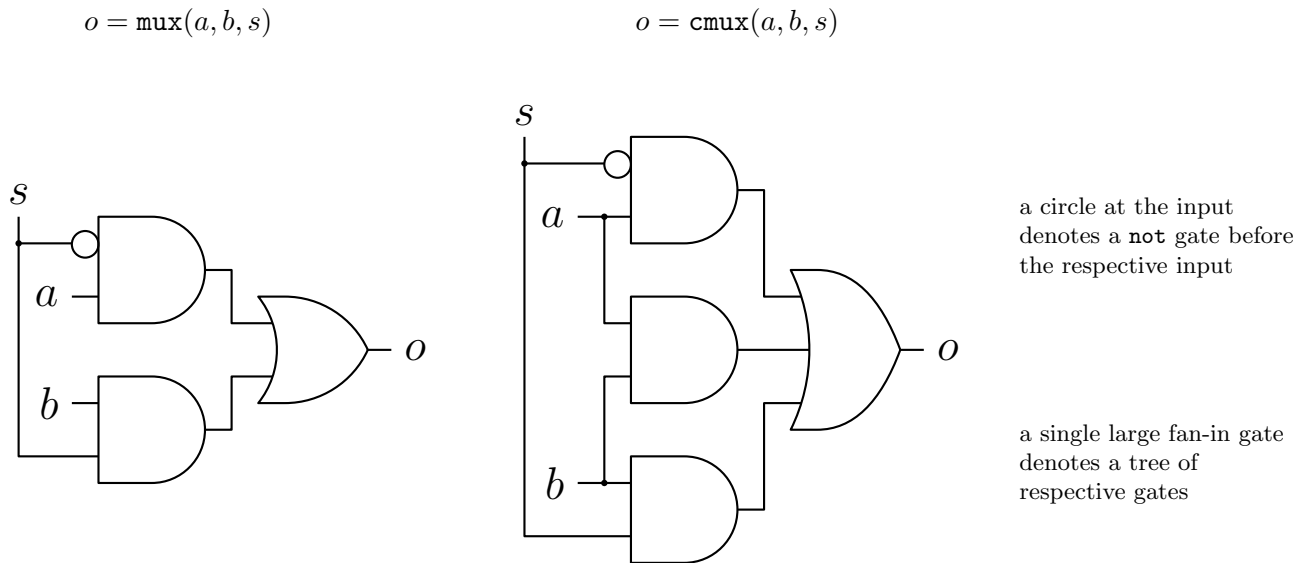 o = mux(a, b, s)
o = cmux(a, b, s)
s
a
b
o
s
a
b
o
a circle at the input
denotes a not gate before
the respective input
a single large fan-in gate
denotes a tree of
respective gates